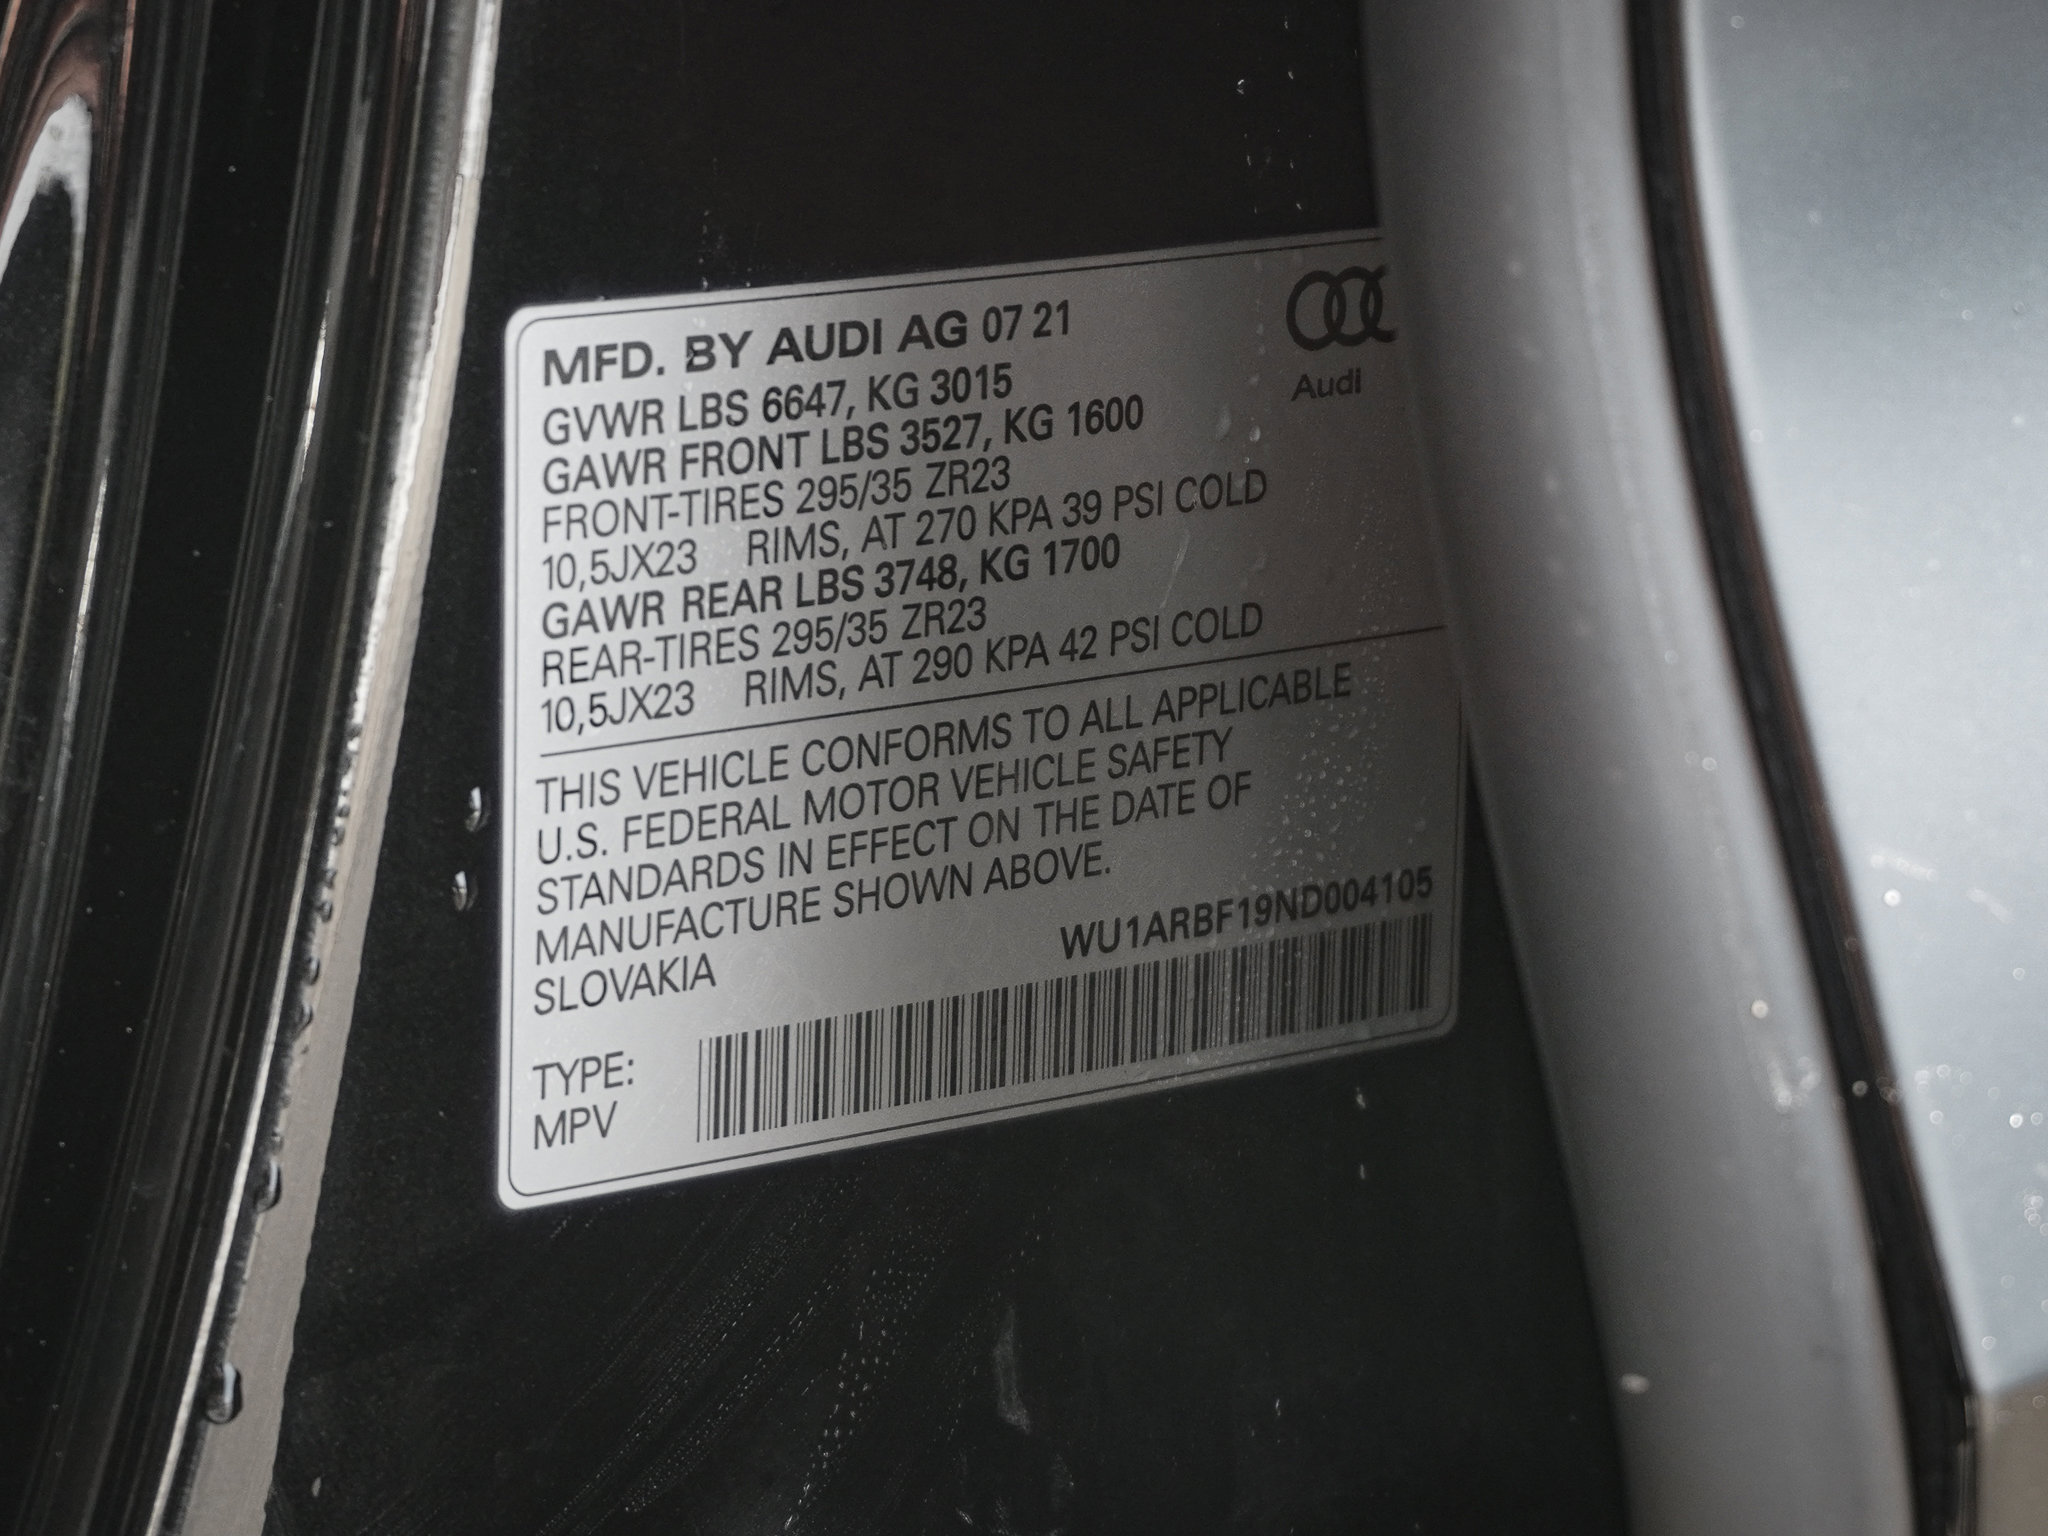 MFD. BY AUDI AG 07 21
GVWR LBS 6647, KG 3015
GAWR FRONT LBS 3527, KG 1600
FRONT-TIRES 295/35 ZR23
10,5JX23 RIMS, AT 270 KPA 39 PSI COLD
GAWR REAR LBS 3748, KG 1700
REAR-TIRES 295/35 ZR23
10,5JX23 RIMS, AT 290 KPA 42 PSI COLD
Audi
THIS VEHICLE CONFORMS TO ALL APPLICABLE
U.S. FEDERAL MOTOR VEHICLE SAFETY
STANDARDS IN EFFECT ON THE DATE OF
MANUFACTURE SHOWN ABOVE.
SLOVAKIA
WU1ARBF19ND004105
TYPE:
MPV